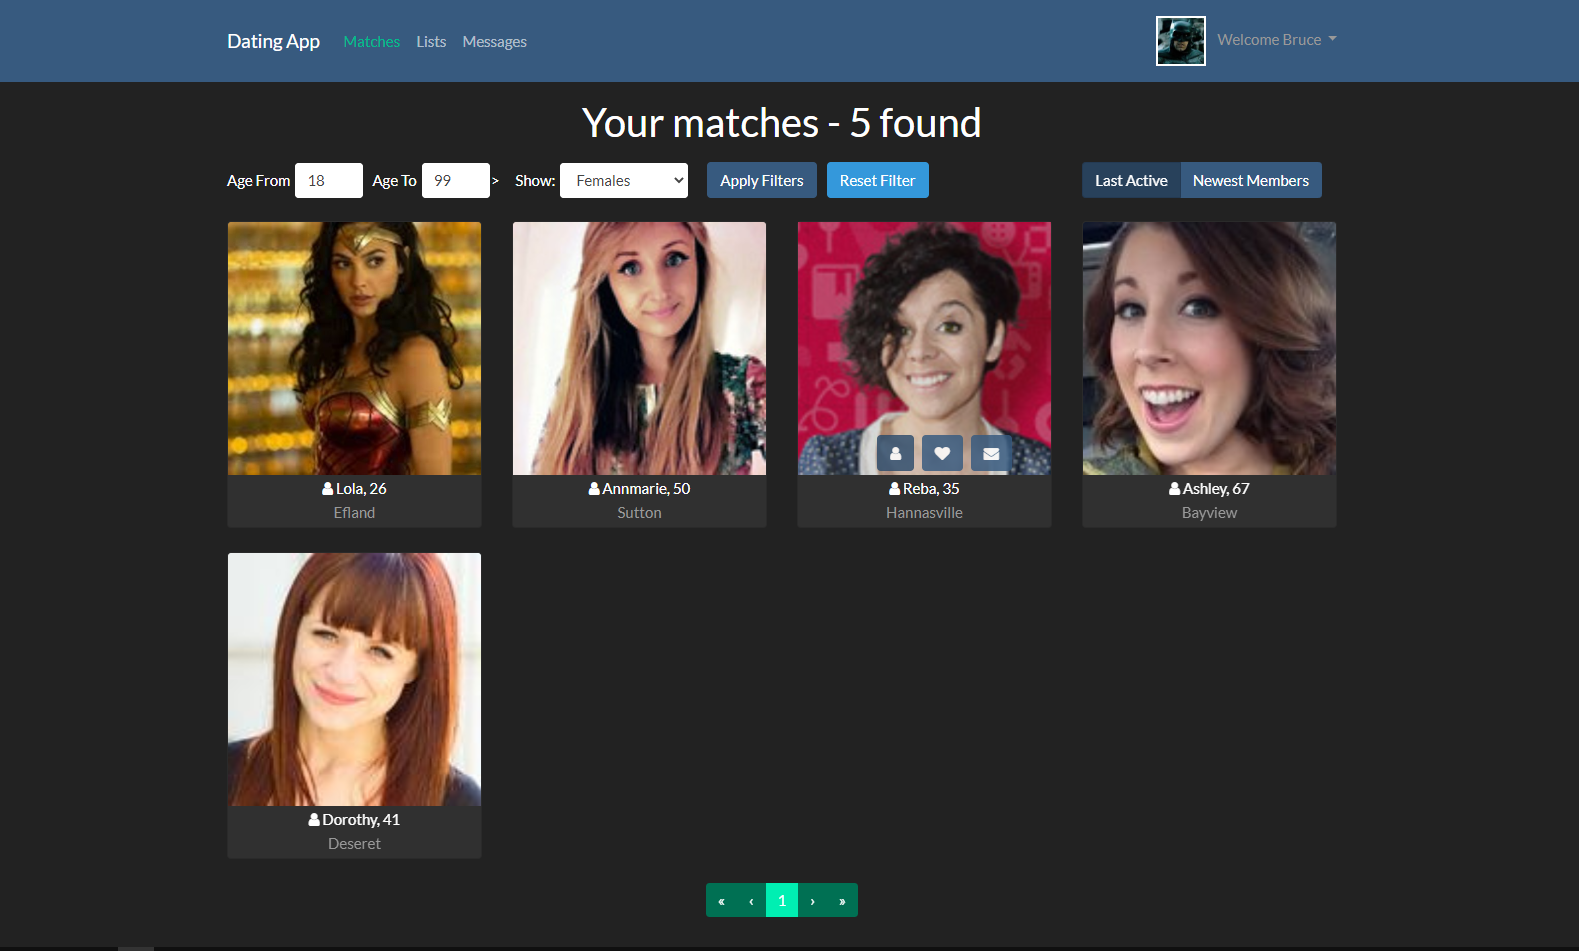 Dating App Matches Lists Messages Welcome Bruce
Your matches - 5 found
Age From 18 Age To 99 > Show: Females Apply Filters Reset Filter Last Active Newest Members
Lola, 26
Efland
Annmarie, 50
Sutton
Reba, 35
Hannasville
Ashley, 67
Bayview
Dorothy, 41
Deseret
« ‹ 1 › »